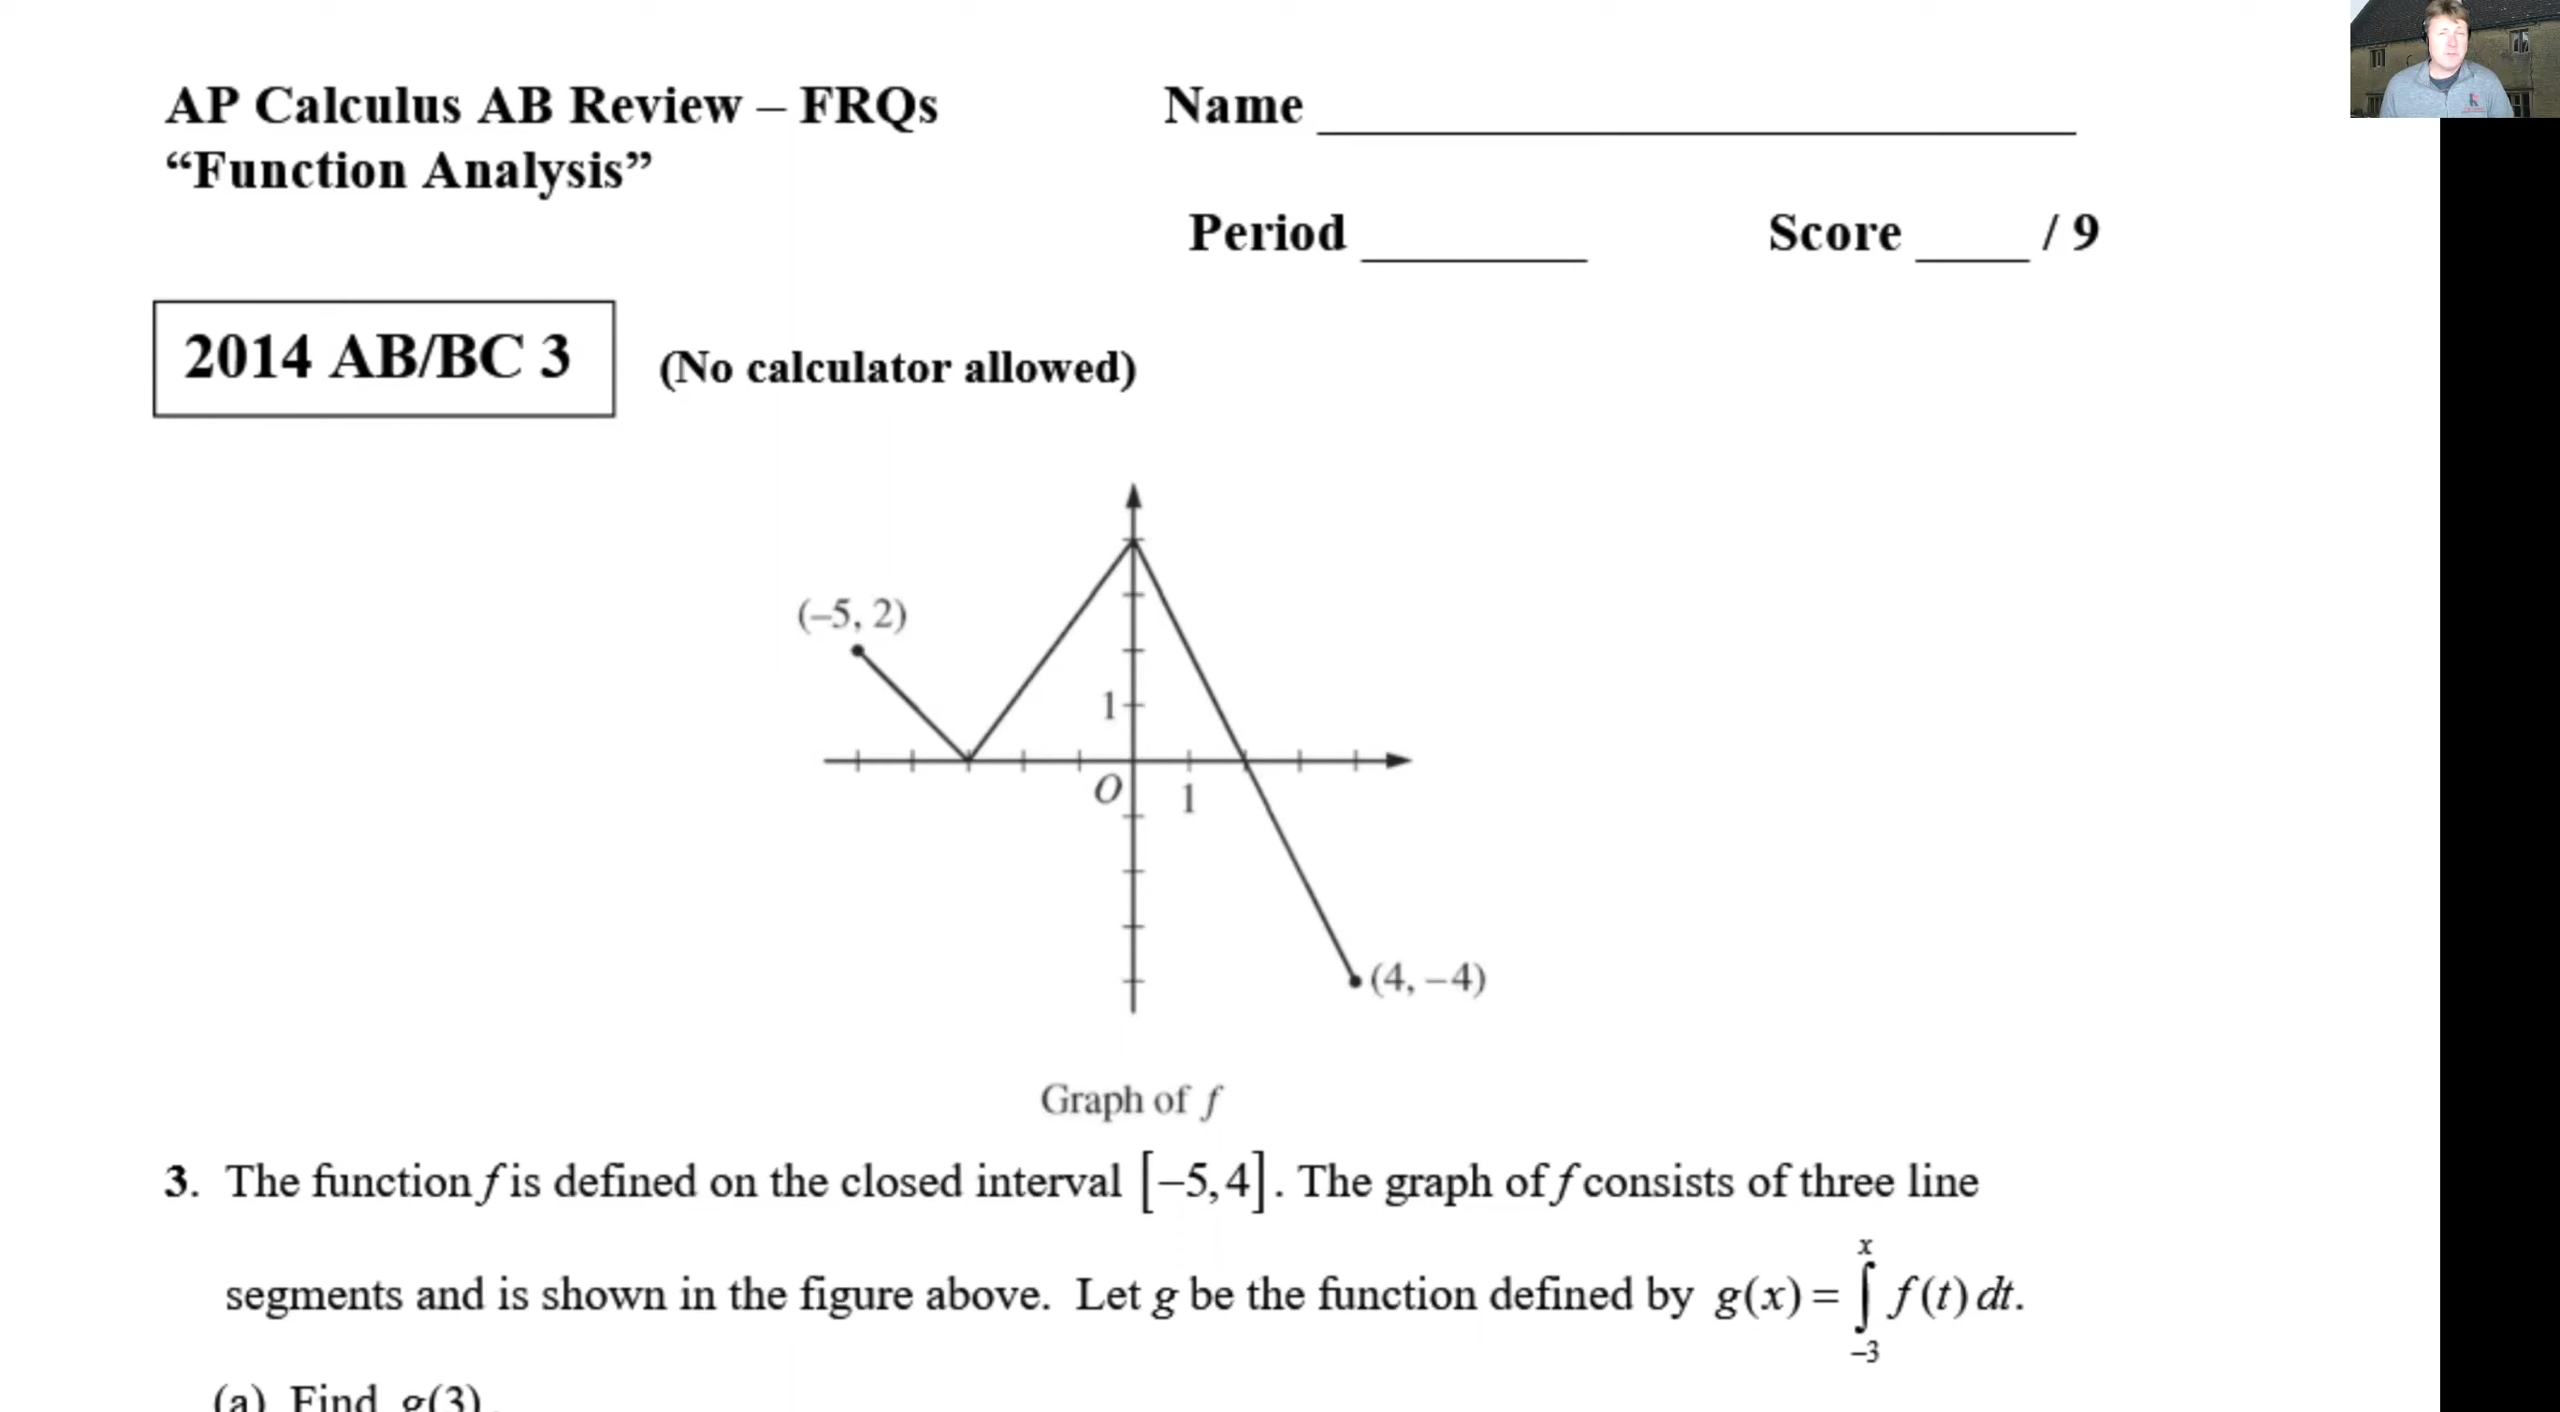 AP Calculus AB Review – FRQs
“Function Analysis”
Name
Period
Score ____ / 9
2014 AB/BC 3
(No calculator allowed)
(–5, 2)
1
O
1
(4, –4)
Graph of f
3. The function f is defined on the closed interval [–5,4]. The graph of f consists of three line
segments and is shown in the figure above. Let g be the function defined by g(x) = ∫_{-3}^{x} f(t) dt.
(a) Find g(3).